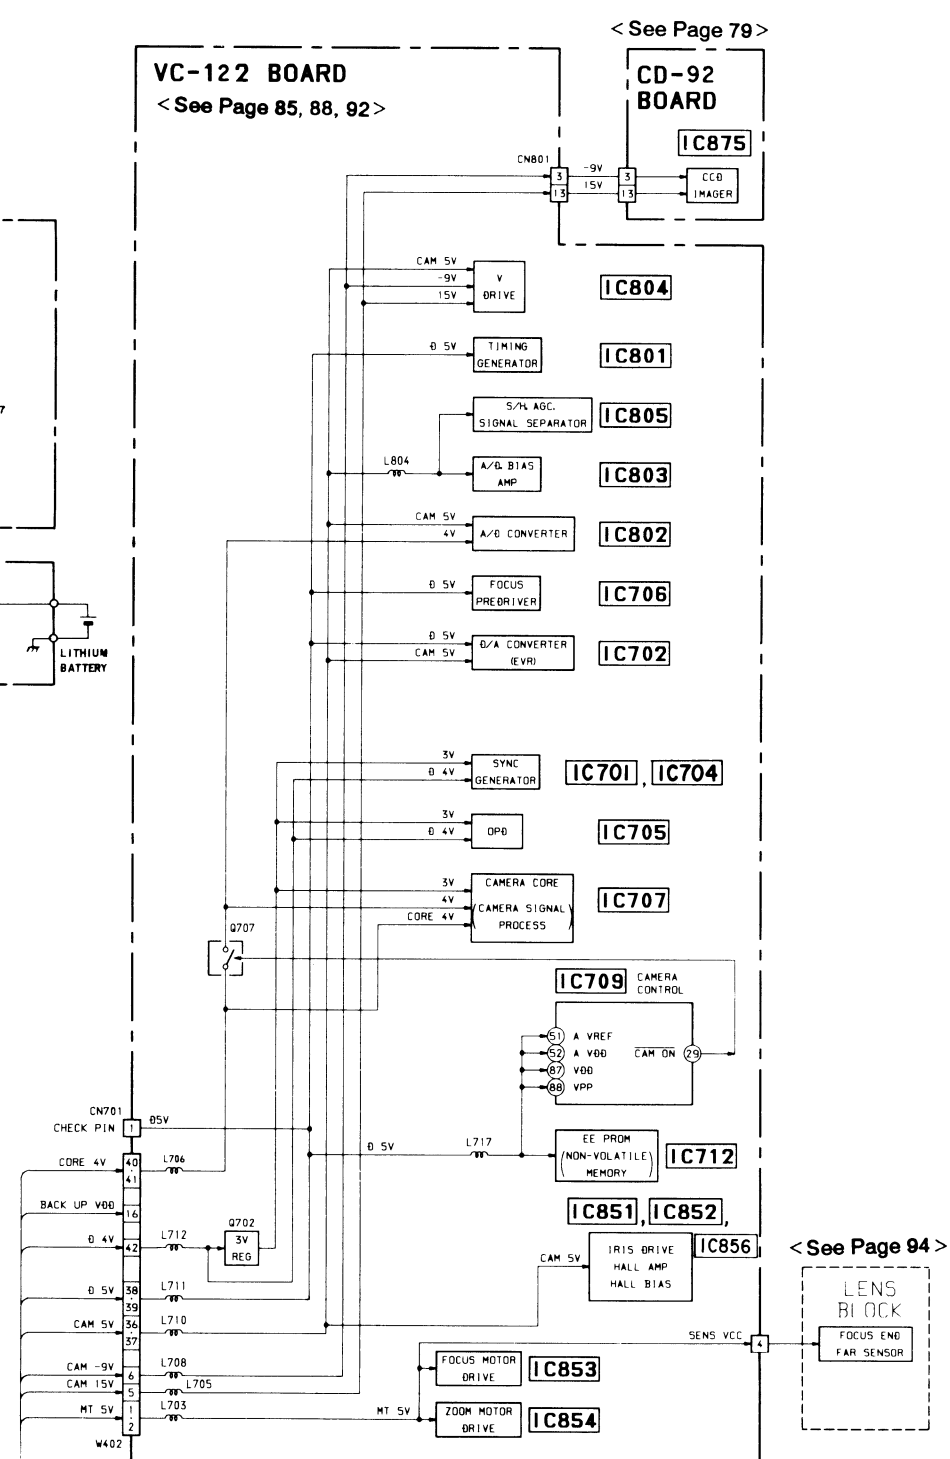 <See Page 79>
VC-122 BOARD
<See Page 85, 88, 92>
CD-92
BOARD
IC875
CN801
3
-9V
3
CCD
13
15V
13
IMAGER
CAM 5V
-9V
15V
V
DRIVE
IC804
D 5V
TIMING
GENERATOR
IC801
S/H, AGC,
SIGNAL SEPARATOR
IC805
7
L804
A/D BIAS
AMP
IC803
CAM 5V
4V
A/D CONVERTER
IC802
D 5V
FOCUS
PREDRIVER
IC706
D 5V
CAM 5V
D/A CONVERTER
(EVR)
IC702
LITHIUM
BATTERY
3V
D 4V
SYNC
GENERATOR
IC701, IC704
3V
D 4V
OPD
IC705
3V
4V
CORE 4V
CAMERA CORE
(CAMERA SIGNAL
PROCESS)
IC707
Q707
IC709
CAMERA
CONTROL
51 A VREF
52 A VDD
CAM ON 29
87 VDD
88 VPP
CN701
CHECK PIN 1 D5V
D 5V
L717
EE PROM
(NON-VOLATILE
MEMORY)
IC712
CORE 4V
40
41
L706
BACK UP VDD
16
IC851, IC852,
IC856
D 4V
42
L712
Q702
3V
REG
CAM 5V
IRIS DRIVE
HALL AMP
HALL BIAS
<See Page 94>
D 5V
38
39
L711
LENS
BLOCK
CAM 5V
36
37
L710
SENS VCC
4
FOCUS END
FAR SENSOR
CAM -9V
6
L708
FOCUS MOTOR
DRIVE
IC853
CAM 15V
5
L705
MT 5V
1
2
L703
MT 5V
ZOOM MOTOR
DRIVE
IC854
W402